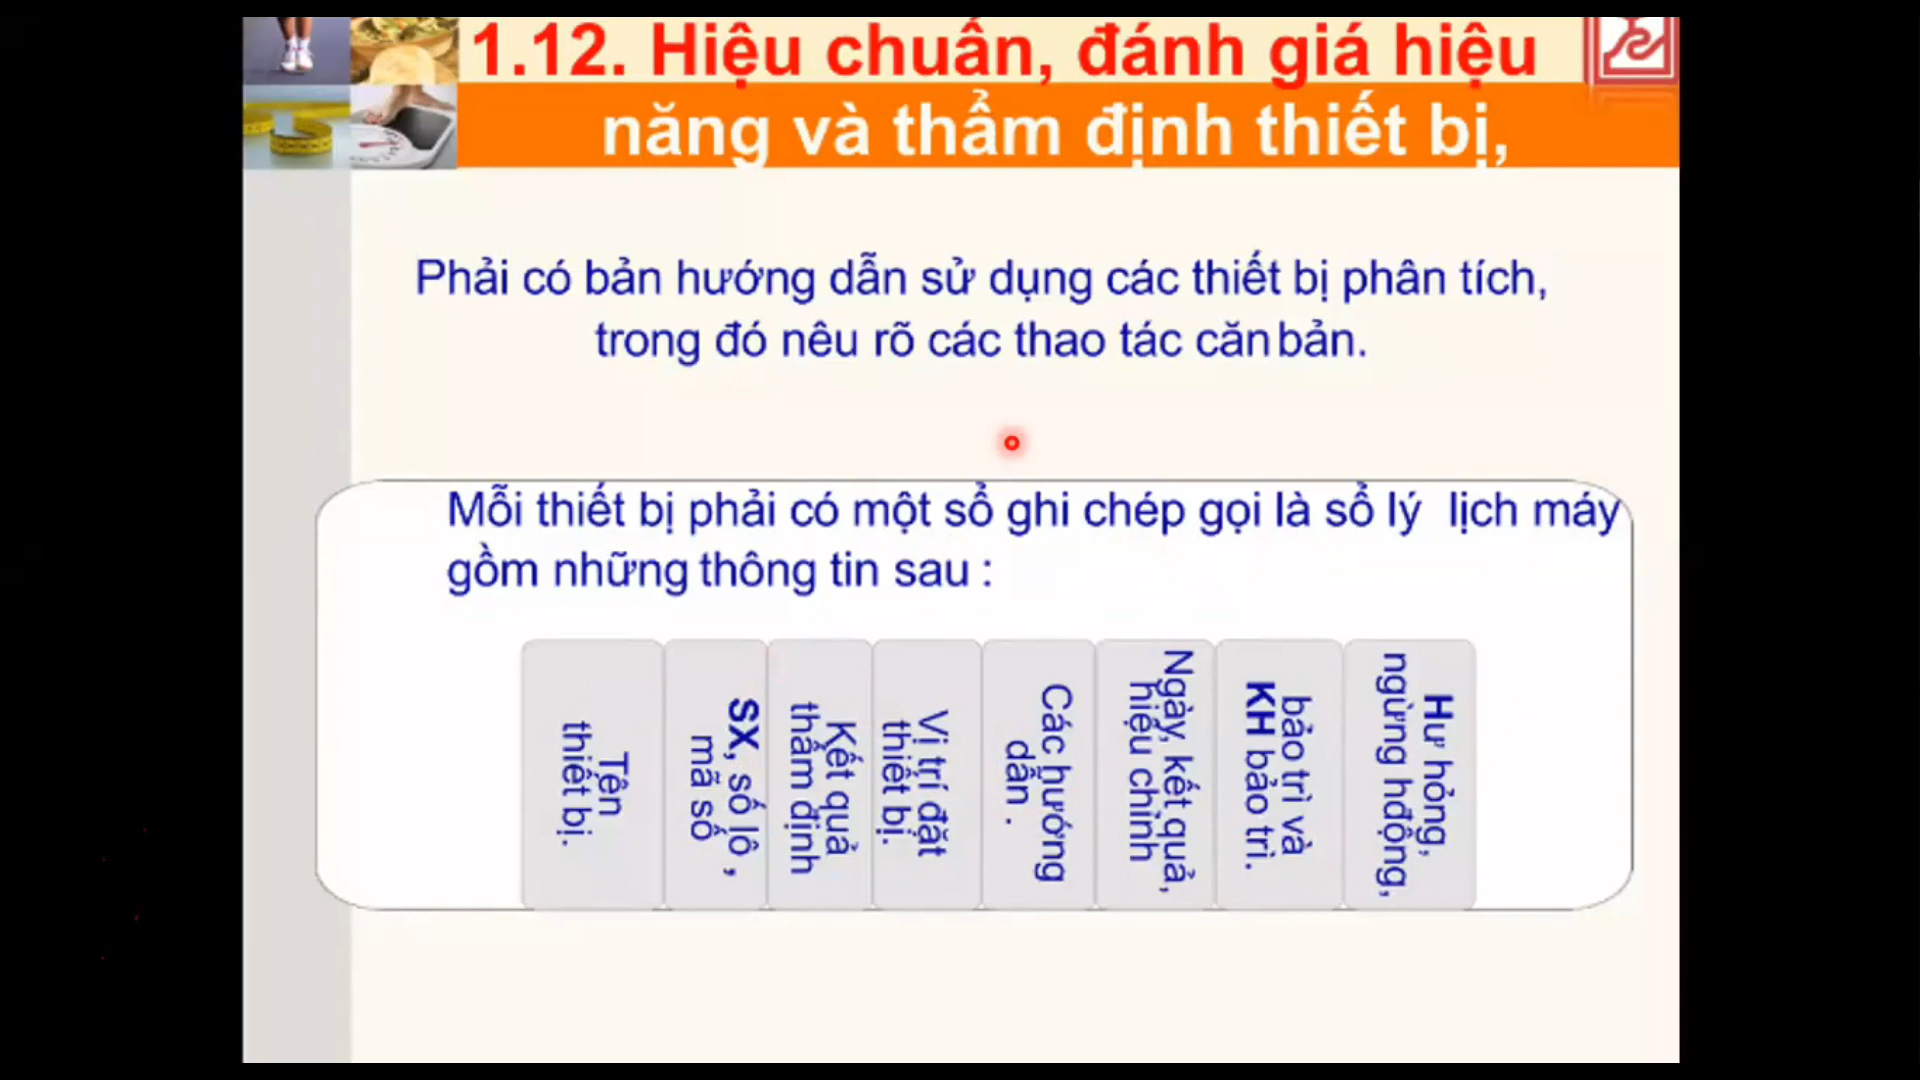 1.12. Hiệu chuẩn, đánh giá hiệu
năng và thẩm định thiết bị,
Phải có bản hướng dẫn sử dụng các thiết bị phân tích,
trong đó nêu rõ các thao tác căn bản.
Mỗi thiết bị phải có một sổ ghi chép gọi là sổ lý lịch máy
gồm những thông tin sau :
Tên
thiết bị.
SX, số lô ,
mã số
Kết quả
thẩm định
Vị trí đặt
thiết bị.
Các hướng
dẫn .
Ngày, kết quả,
hiệu chỉnh
bảo trì và
KH bảo trì.
Hư hỏng,
ngừng hđộng,